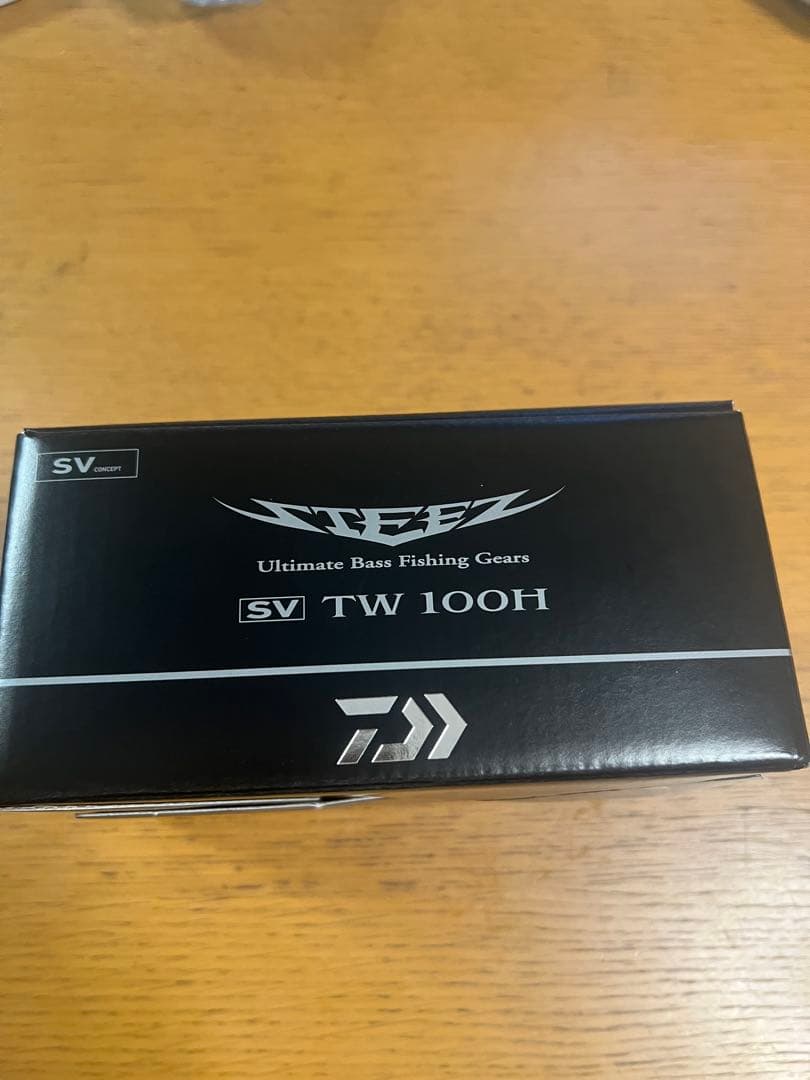 SV CONCEPT
STEEZ
Ultimate Bass Fishing Gears
SV TW 100H